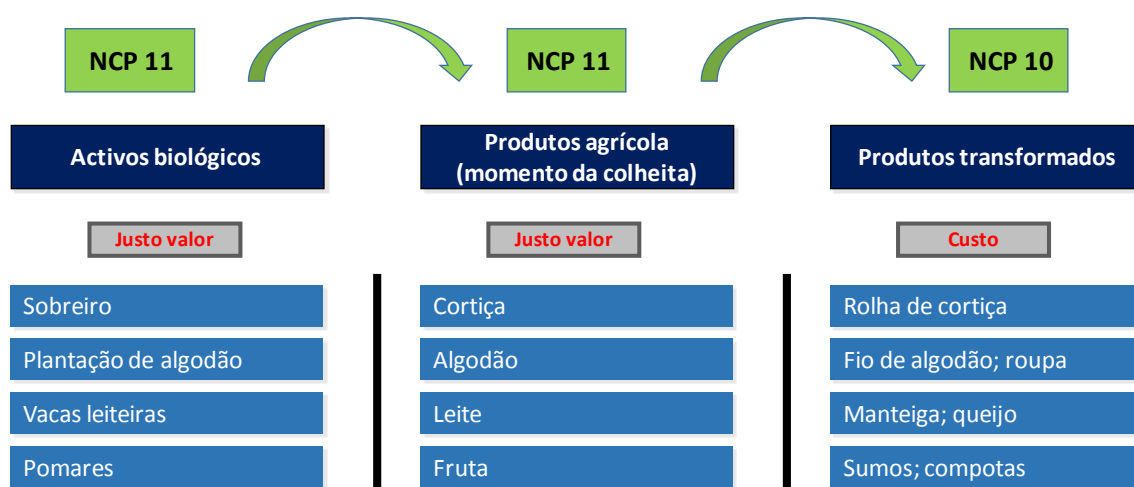 NCP 11
NCP 11
NCP 10
Activos biológicos
Produtos agrícola
(momento da colheita)
Produtos transformados
Justo valor
Justo valor
Custo
Sobreiro
Cortiça
Rolha de cortiça
Plantação de algodão
Algodão
Fio de algodão; roupa
Vacas leiteiras
Leite
Manteiga; queijo
Pomares
Fruta
Sumos; compotas